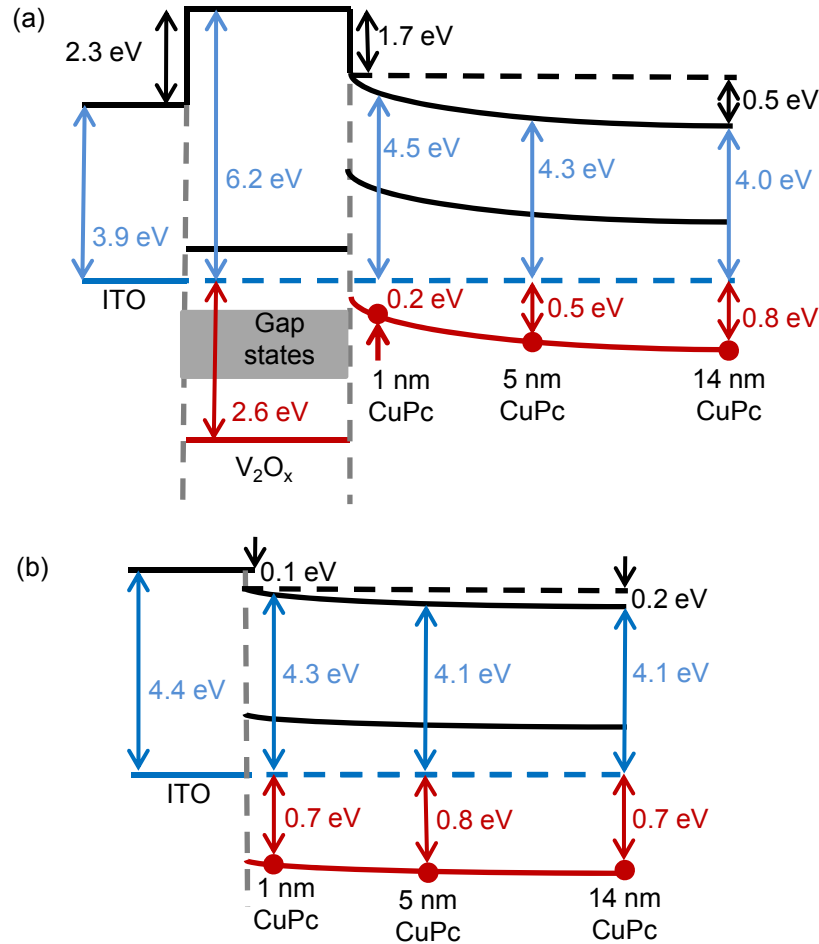 (a)
2.3 eV
1.7 eV
0.5 eV
6.2 eV
4.5 eV
4.3 eV
4.0 eV
3.9 eV
ITO
Gap
states
0.2 eV
0.5 eV
0.8 eV
1 nm
CuPc
5 nm
CuPc
14 nm
CuPc
2.6 eV
V₂Oₓ
(b)
0.1 eV
0.2 eV
4.4 eV
4.3 eV
4.1 eV
4.1 eV
ITO
0.7 eV
0.8 eV
0.7 eV
1 nm
CuPc
5 nm
CuPc
14 nm
CuPc